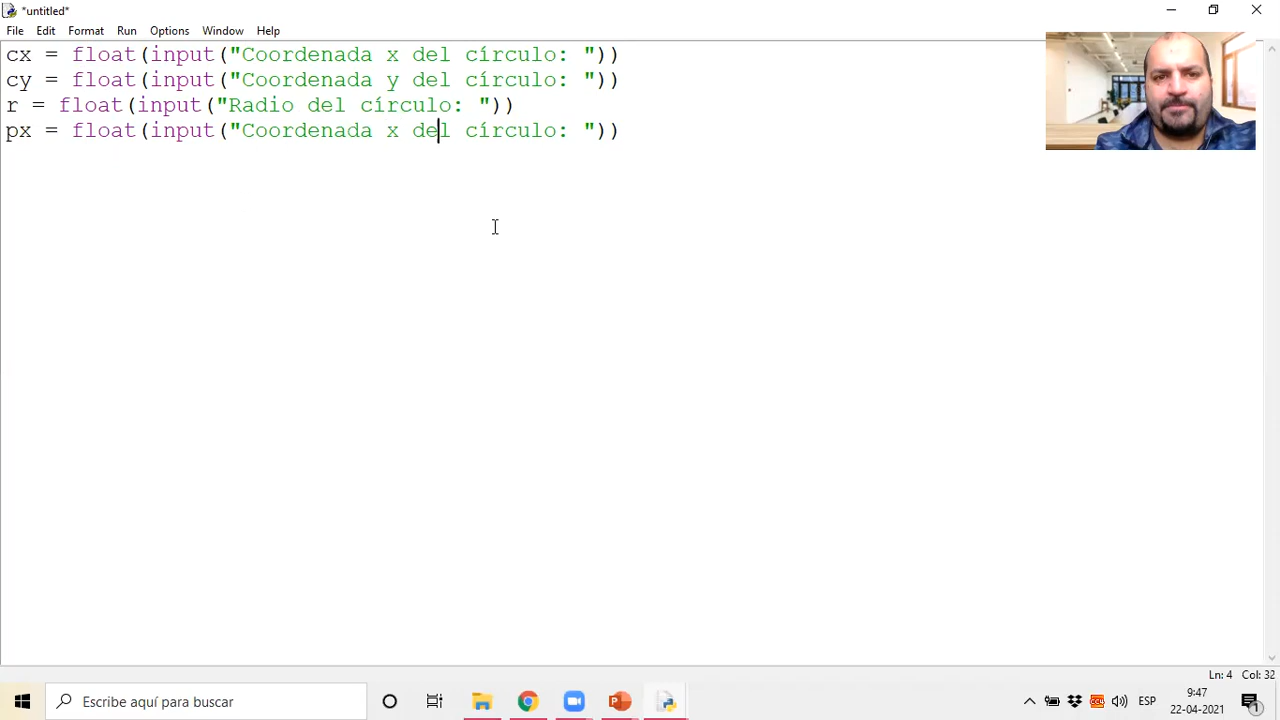 *untitled*
File Edit Format Run Options Window Help
cx = float(input("Coordenada x del círculo: "))
cy = float(input("Coordenada y del círculo: "))
r = float(input("Radio del círculo: "))
px = float(input("Coordenada x del círculo: "))
Ln: 4 Col: 32
Escribe aquí para buscar
ESP
9:47
22-04-2021
1